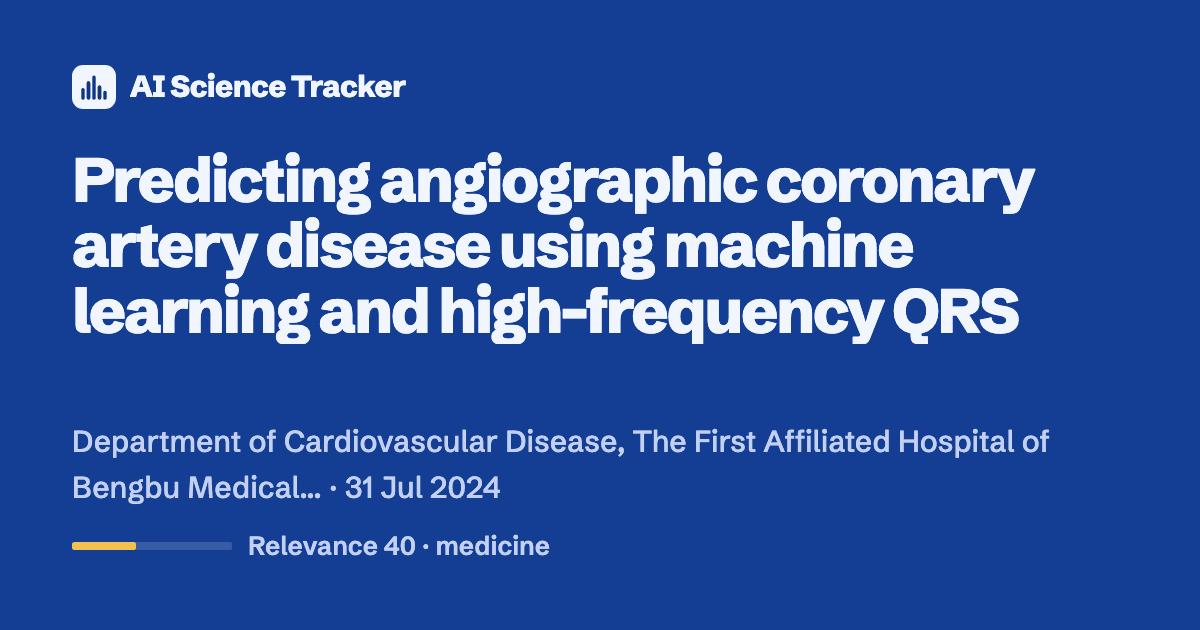 AI Science Tracker
Predicting angiographic coronary
artery disease using machine
learning and high-frequency QRS
Department of Cardiovascular Disease, The First Affiliated Hospital of
Bengbu Medical... · 31 Jul 2024
Relevance 40 · medicine